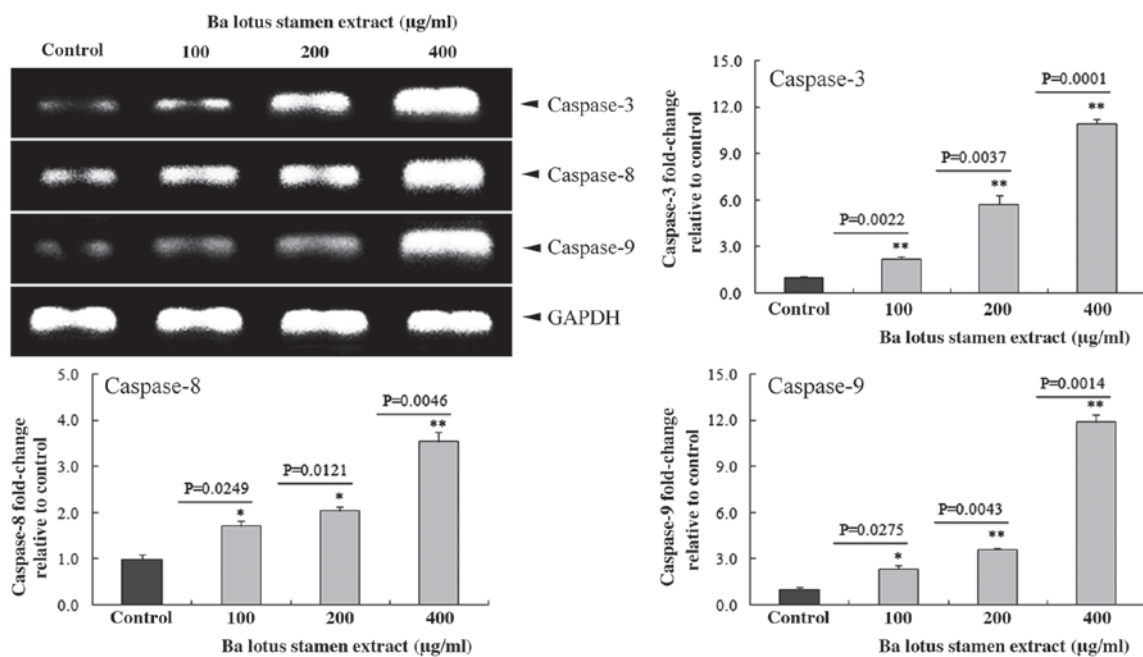 Ba lotus stamen extract (µg/ml)
Control 100 200 400
Caspase-3
Caspase-8
Caspase-9
GAPDH
Caspase-3 fold-change
relative to control
15.0
12.0
9.0
6.0
3.0
0.0
Caspase-3
P=0.0001
**
P=0.0037
**
P=0.0022
**
Control 100 200 400
Ba lotus stamen extract (µg/ml)
Caspase-8 fold-change
relative to control
5.0
4.0
3.0
2.0
1.0
0.0
Caspase-8
P=0.0046
**
P=0.0121
*
P=0.0249
*
Control 100 200 400
Ba lotus stamen extract (µg/ml)
Caspase-9 fold-change
relative to control
15.0
12.0
9.0
6.0
3.0
0.0
Caspase-9
P=0.0014
**
P=0.0043
**
P=0.0275
*
Control 100 200 400
Ba lotus stamen extract (µg/ml)